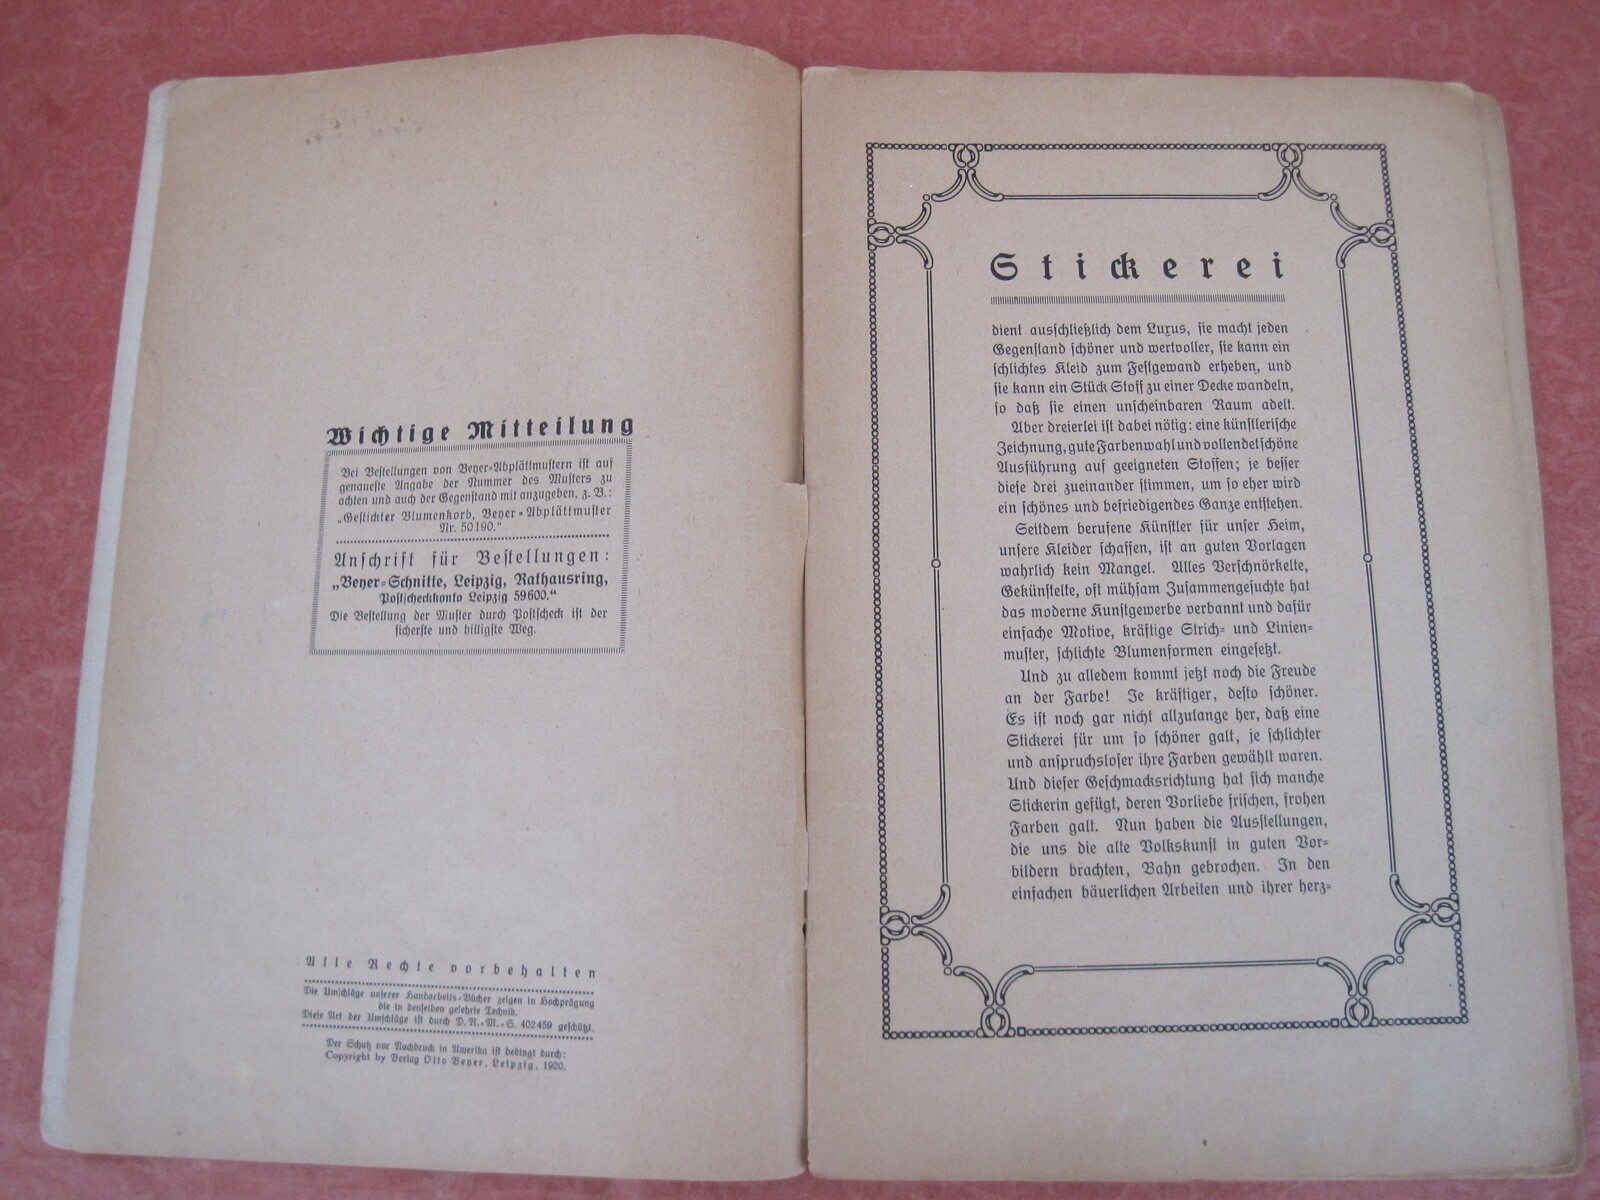 Wichtige Mitteilung
Bei Bestellungen von Beyer-Abplättmustern ist auf
genaueste Angabe der Nummer des Musters zu
achten und auch der Gegenstand mit anzugeben, z. B.:
„Gestickter Blumenkorb, Beyer-Abplättmuster
Nr. 50190.“
Anschrift für Bestellungen:
„Beyer-Schnitte, Leipzig, Rathausring,
Postscheckkonto Leipzig 59600.“
Die Bestellung der Muster durch Postscheck ist der
sicherste und billigste Weg.
Alle Rechte vorbehalten
Die Umschläge unserer Handarbeits-Bücher zeigen in Hochprägung
die in denselben gelehrte Technik.
Diese Art der Umschläge ist durch D. R.-M.-S. 402459 geschützt.
Der Schutz vor Nachdruck in Amerika ist bedingt durch:
Copyright by Verlag Otto Beyer, Leipzig, 1920.
Stickerei
dient ausschließlich dem Luxus, sie macht jeden
Gegenstand schöner und wertvoller, sie kann ein
schlichtes Kleid zum Festgewand erheben, und
sie kann ein Stück Stoff zu einer Decke wandeln,
so daß sie einen unscheinbaren Raum adelt.
Aber dreierlei ist dabei nötig: eine künstlerische
Zeichnung, gute Farbenwahl und vollendet schöne
Ausführung auf geeigneten Stoffen; je besser
diese drei zueinander stimmen, um so eher wird
ein schönes und befriedigendes Ganze entstehen.
Seitdem berufene Künstler für unser Heim,
unsere Kleider schaffen, ist an guten Vorlagen
wahrlich kein Mangel. Alles Verschnörkelte,
Gekünstelte, oft mühsam Zusammengesuchte hat
das moderne Kunstgewerbe verbannt und dafür
einfache Motive, kräftige Strich- und Linien-
muster, schlichte Blumenformen eingesetzt.
Und zu alledem kommt jetzt noch die Freude
an der Farbe! Je kräftiger, desto schöner.
Es ist noch gar nicht allzulange her, daß eine
Stickerei für um so schöner galt, je schlichter
und anspruchsloser ihre Farben gewählt waren.
Und dieser Geschmacksrichtung hat sich manche
Stickerin gefügt, deren Vorliebe frischen, frohen
Farben galt. Nun haben die Ausstellungen,
die uns die alte Volkskunst in guten Vor-
bildern brachten, Bahn gebrochen. In den
einfachen bäuerlichen Arbeiten und ihrer herz-